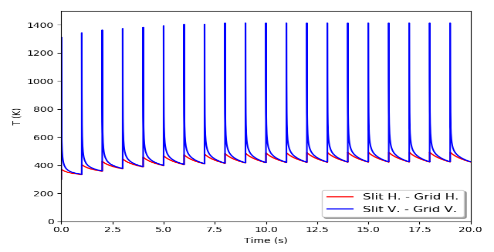 1400
1200
1000
800
600
400
200
0
T (K)
0.0 2.5 5.0 7.5 10.0 12.5 15.0 17.5 20.0
Time (s)
Slit H. - Grid H.
Slit V. - Grid V.